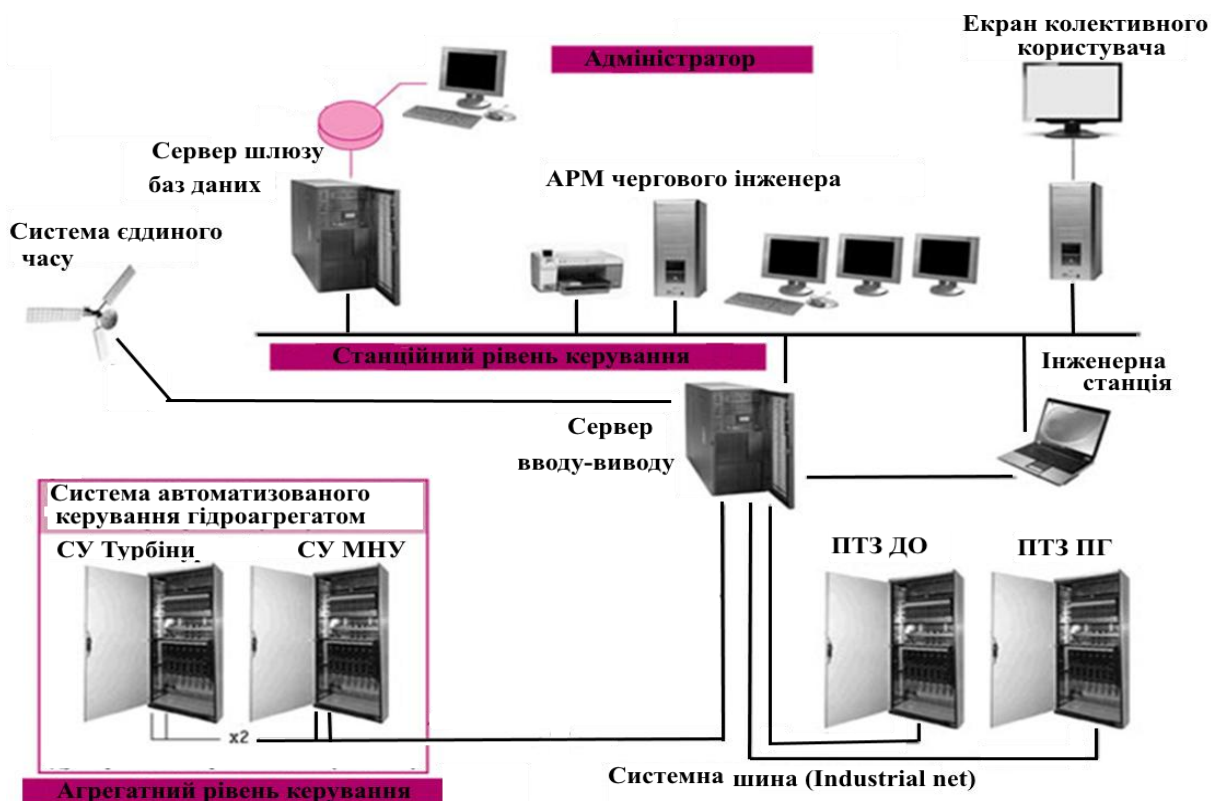 Екран колективного
користувача
Адміністратор
Сервер шлюзу
баз даних
АРМ чергового інженера
Система єддиного
часу
Станційний рівень керування
Інженерна
станція
Сервер
вводу-виводу
Система автоматизованого
керування гідроагрегатом
СУ Турбіни
СУ МНУ
ПТЗ ДО
ПТЗ ПГ
x2
Системна шина (Industrial net)
Агрегатний рівень керування